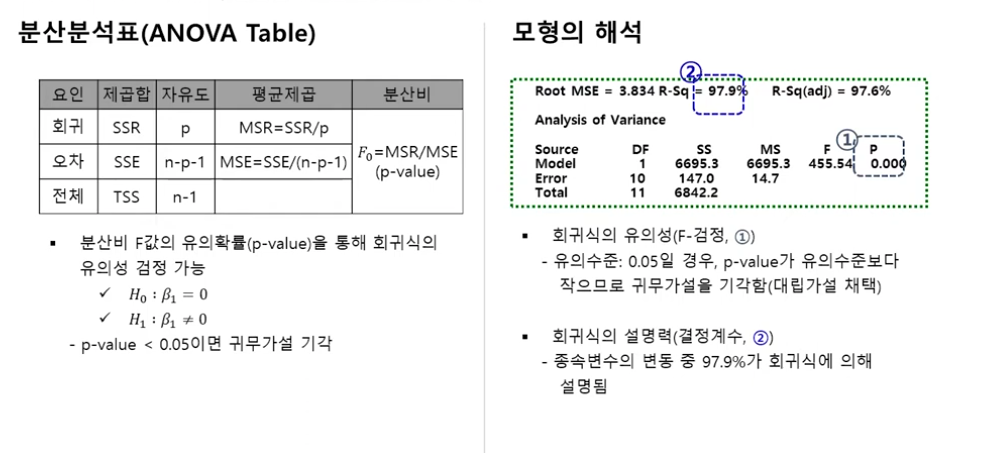 분산분석표(ANOVA Table)
요인 제곱합 자유도 평균제곱 분산비
회귀 SSR p MSR=SSR/p
오차 SSE n-p-1 MSE=SSE/(n-p-1)
F₀=MSR/MSE
(p-value)
전체 TSS n-1
▪ 분산비 F값의 유의확률(p-value)을 통해 회귀식의
유의성 검정 가능
✓ H₀ : β₁ = 0
✓ H₁ : β₁ ≠ 0
- p-value < 0.05이면 귀무가설 기각
모형의 해석
②
Root MSE = 3.834 R-Sq = 97.9% R-Sq(adj) = 97.6%
Analysis of Variance
①
Source DF SS MS F P
Model 1 6695.3 6695.3 455.54 0.000
Error 10 147.0 14.7
Total 11 6842.2
▪ 회귀식의 유의성(F-검정, ①)
- 유의수준: 0.05일 경우, p-value가 유의수준보다
작으므로 귀무가설을 기각함(대립가설 채택)
▪ 회귀식의 설명력(결정계수, ②)
- 종속변수의 변동 중 97.9%가 회귀식에 의해
설명됨